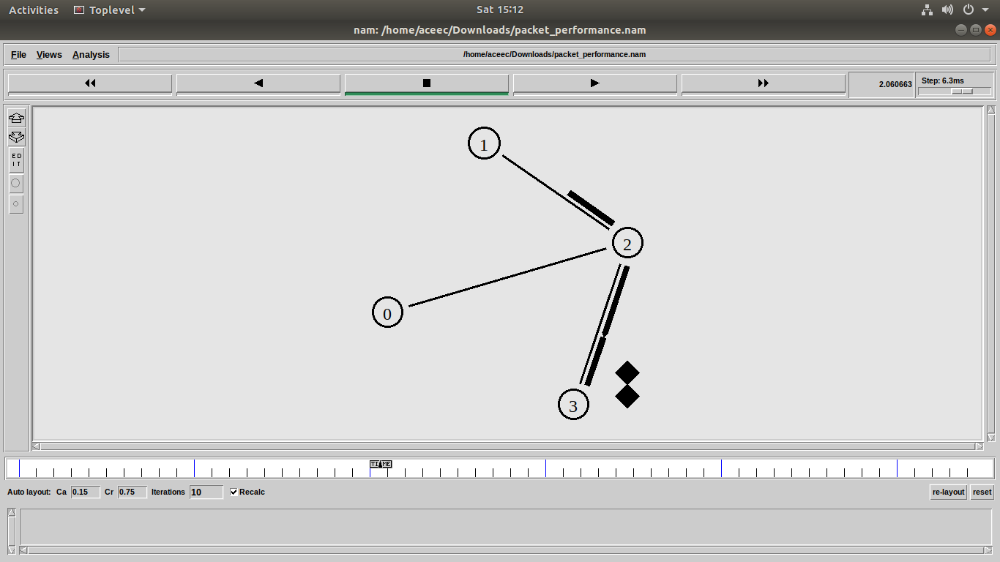 Activities Toplevel Sat 15:12
nam: /home/aceec/Downloads/packet_performance.nam
File Views Analysis /home/aceec/Downloads/packet_performance.nam
2.060663 Step: 6.3ms
ED
IT
1
2
0
3
TIME
Auto layout: Ca 0.15 Cr 0.75 Iterations 10 Recalc re-layout reset